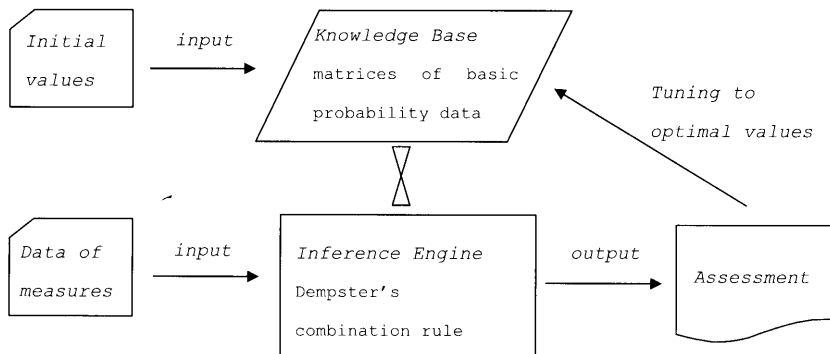 Initial
values
input
Knowledge Base
matrices of basic
probability data
Tuning to
optimal values
Data of
measures
input
Inference Engine
Dempster's
combination rule
output
Assessment